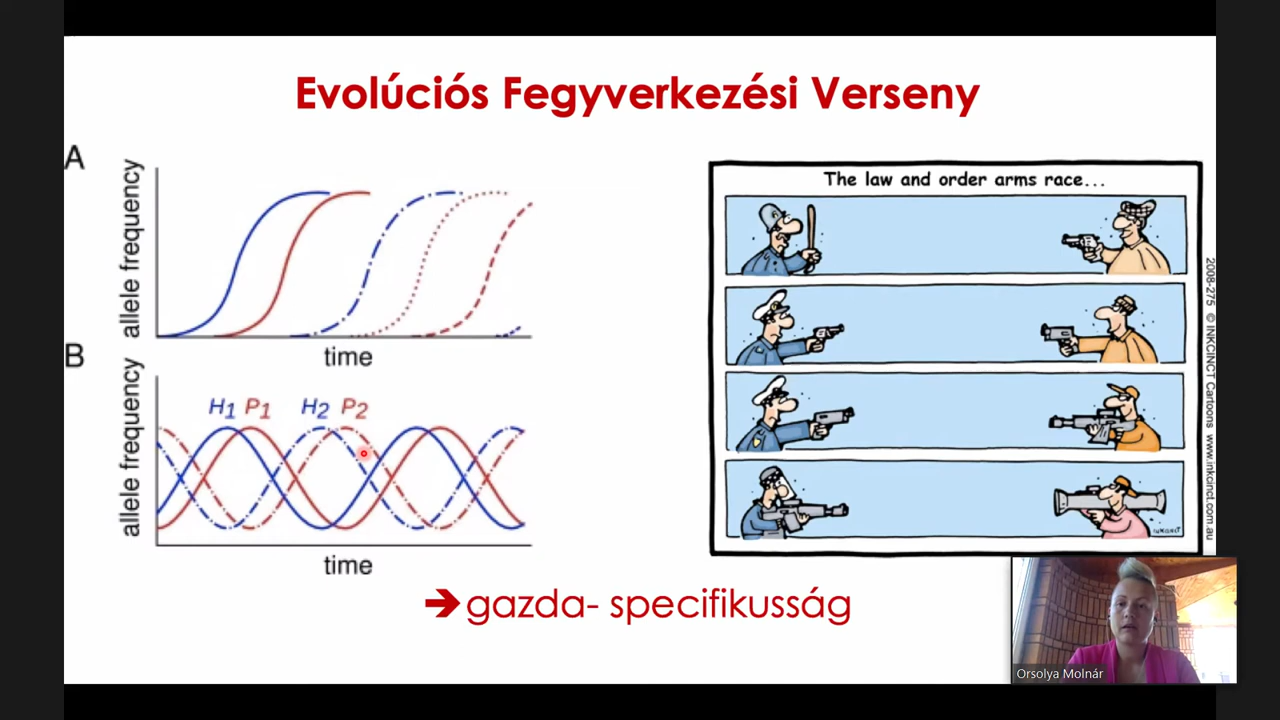 Evolúciós Fegyverkezési Verseny
A
allele frequency
time
B
allele frequency
H1 P1 H2 P2
time
The law and order arms race...
2008-275 © INKCINCT Cartoons www.inkcinct.com.au
INKCINCT
➔ gazda- specifikusság
Orsolya Molnár